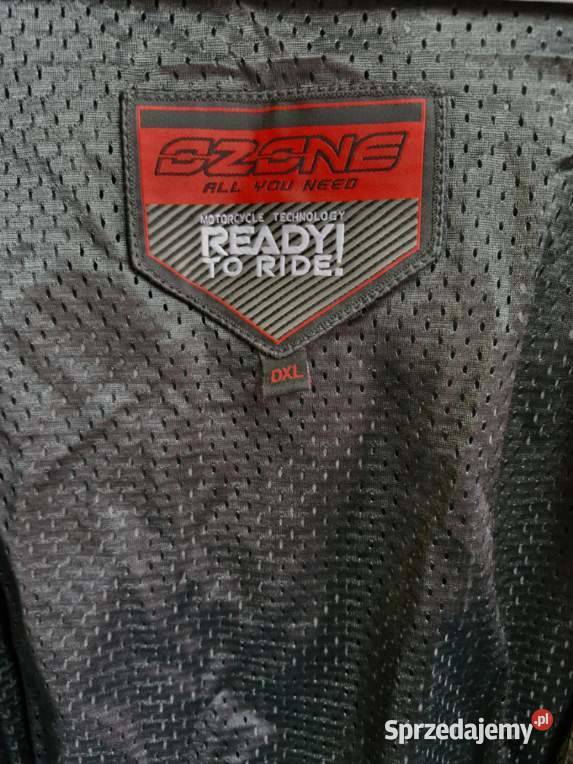 OZONE
ALL YOU NEED
MOTORCYCLE TECHNOLOGY
READY!
TO RIDE!
DXL
Sprzedajemy.pl